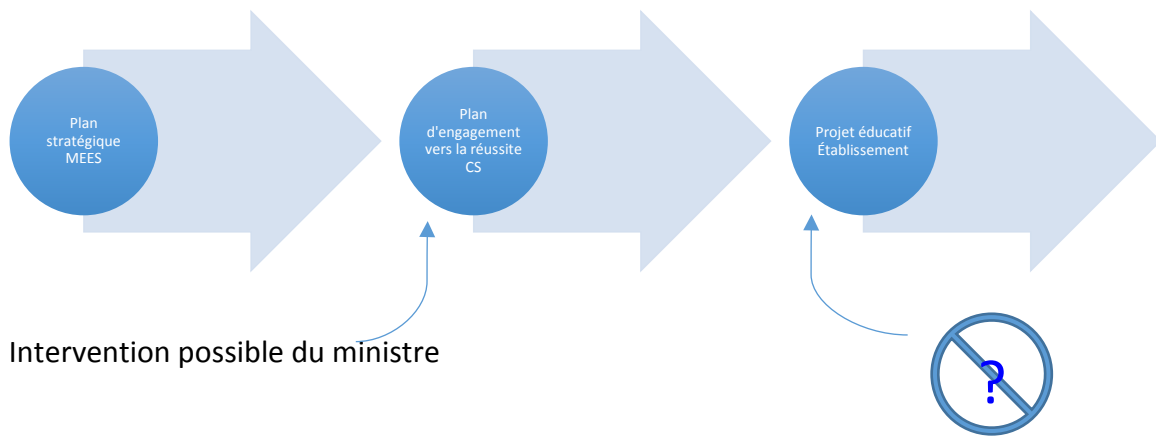 Plan
stratégique
MEES
Plan
d'engagement
vers la réussite
CS
Projet éducatif
Établissement
Intervention possible du ministre
?